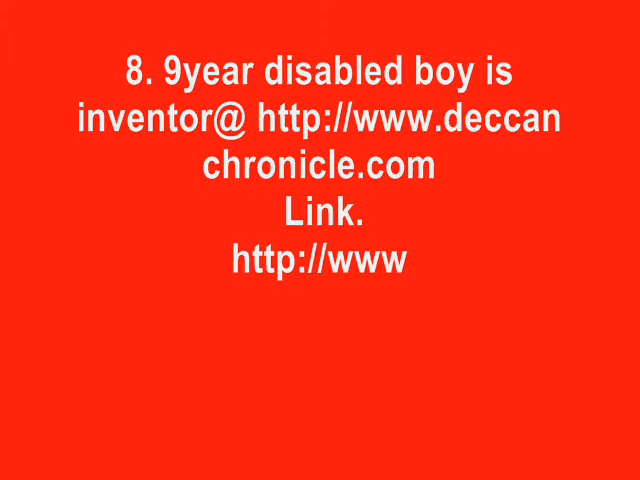 8. 9year disabled boy is
inventor@ http://www.deccan
chronicle.com
Link.
http://www